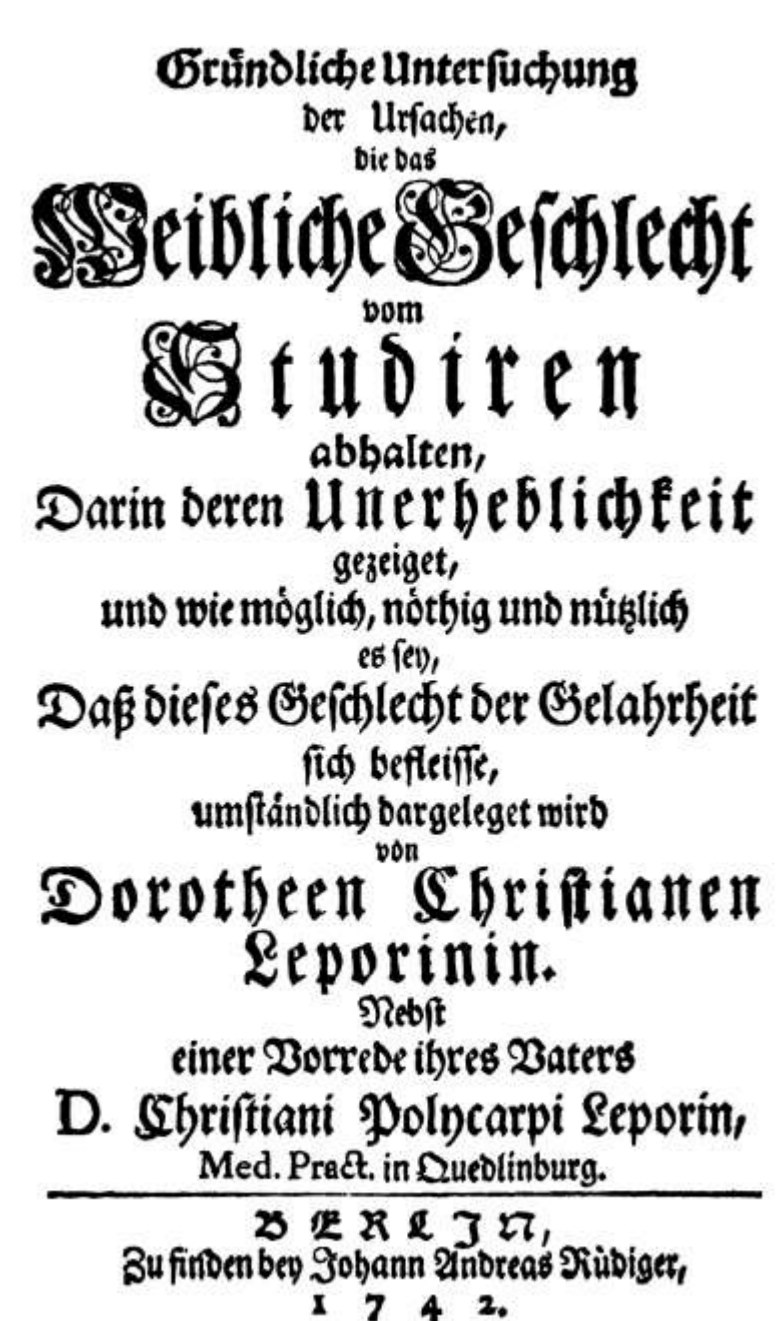 Gründliche Untersuchung
der Ursachen,
die das
Weibliche Geschlecht
vom
Studiren
abhalten,
Darin deren Unerheblichkeit
gezeiget,
und wie möglich, nöthig und nützlich
es sey,
Daß dieses Geschlecht der Gelahrheit
sich befleisse,
umständlich dargeleget wird
von
Dorotheen Christianen
Leporinin.
Nebst
einer Vorrede ihres Vaters
D. Christiani Polycarpi Leporin,
Med. Pract. in Quedlinburg.
BERLIN,
Zu finden bey Johann Andreas Rüdiger,
1742.